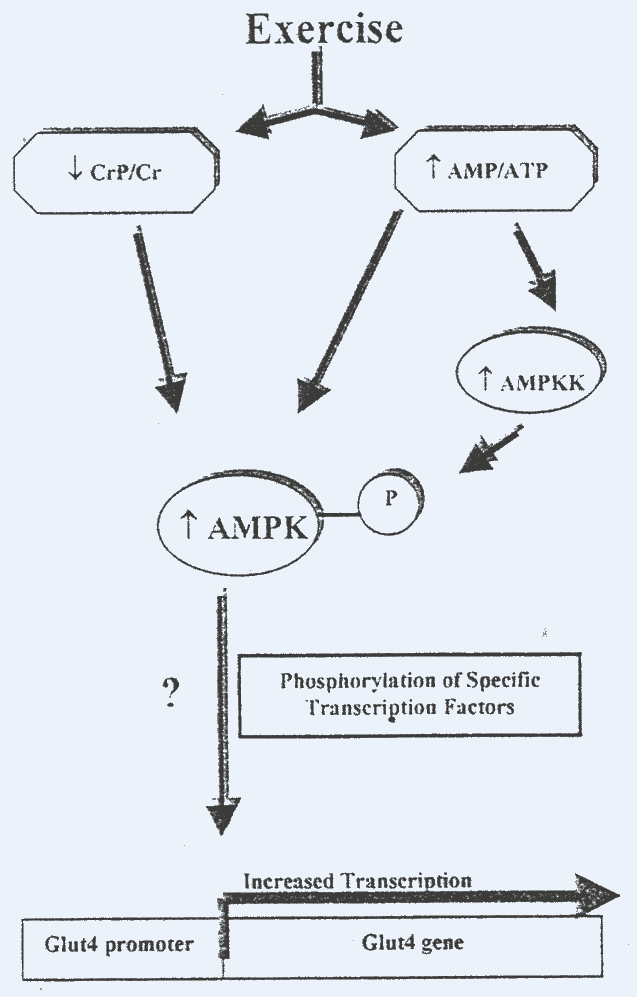 Exercise
↓ CrP/Cr
↑ AMP/ATP
↑ AMPKK
↑ AMPK
P
?
Phosphorylation of Specific
Transcription Factors
Increased Transcription
Glut4 promoter
Glut4 gene